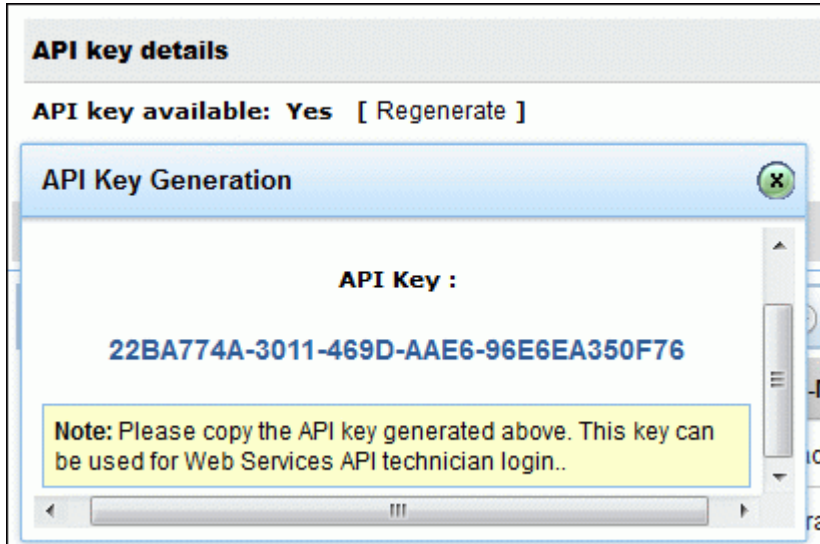 API key details
API key available: Yes [ Regenerate ]
API Key Generation
API Key :
22BA774A-3011-469D-AAE6-96E6EA350F76
Note: Please copy the API key generated above. This key can
be used for Web Services API technician login..